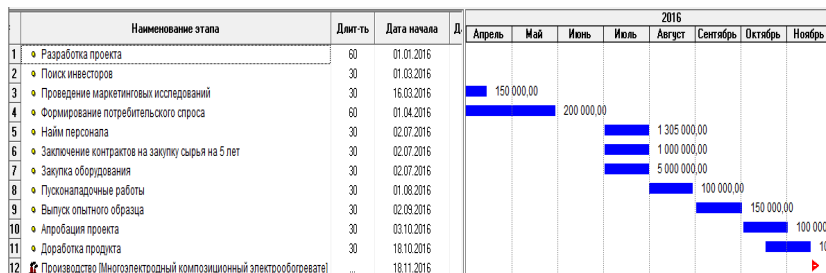 2016
Наименование этапа Длит-ть Дата начала Апрель Май Июнь Июль Август Сентябрь Октябрь Ноябрь
1 Разработка проекта 60 01.01.2016
2 Поиск инвесторов 30 01.03.2016
3 Проведение маркетинговых исследований 30 16.03.2016 150 000,00
4 Формирование потребительского спроса 60 01.04.2016 200 000,00
5 Найм персонала 30 02.07.2016 1 305 000,00
6 Заключение контрактов на закупку сырья на 5 лет 30 02.07.2016 1 000 000,00
7 Закупка оборудования 30 02.07.2016 5 000 000,00
8 Пусконаладочные работы 30 01.08.2016 100 000,00
9 Выпуск опытного образца 30 02.09.2016 150 000,00
10 Апробация проекта 30 03.10.2016 100 000
11 Доработка продукта 30 18.10.2016 10
12 Производство [Многоэлектродный композиционный электрообогревате] ... 18.11.2016